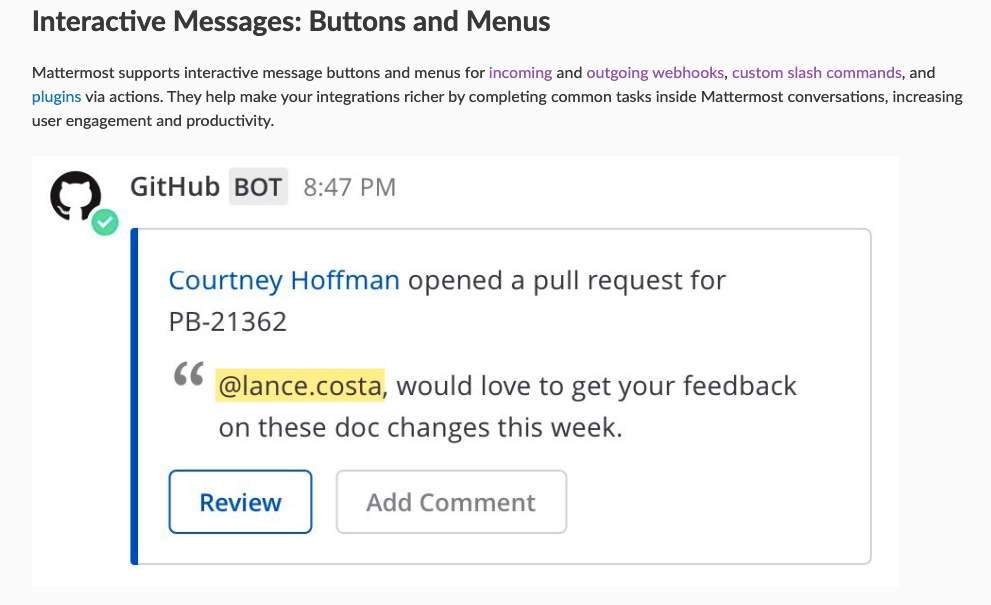 Interactive Messages: Buttons and Menus
Mattermost supports interactive message buttons and menus for incoming and outgoing webhooks, custom slash commands, and
plugins via actions. They help make your integrations richer by completing common tasks inside Mattermost conversations, increasing
user engagement and productivity.
GitHub BOT 8:47 PM
Courtney Hoffman opened a pull request for
PB-21362
“ @lance.costa, would love to get your feedback
on these doc changes this week.
Review Add Comment